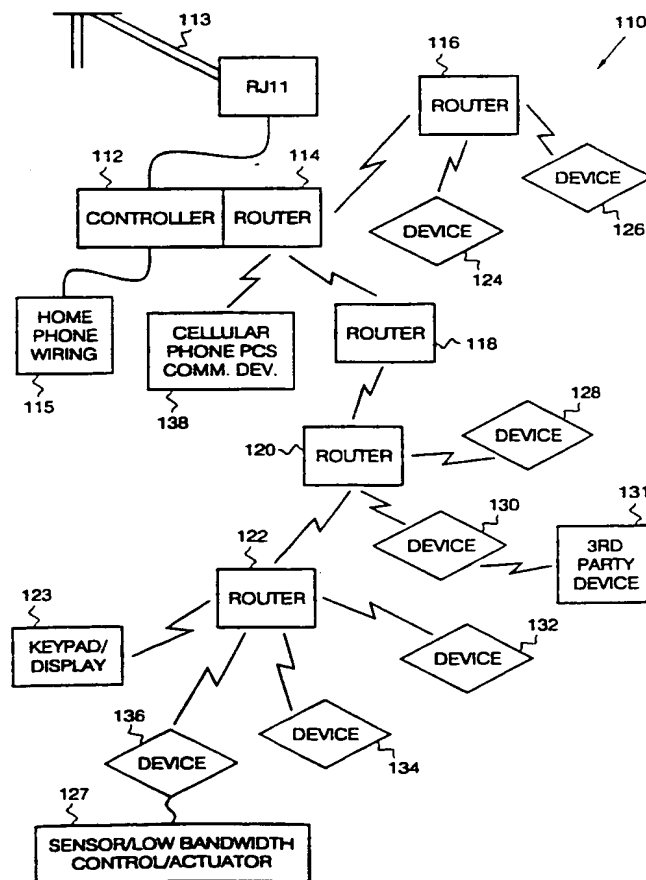 113
110
RJ11
116
ROUTER
112
114
CONTROLLER
ROUTER
DEVICE
126
DEVICE
124
HOME
PHONE
WIRING
115
CELLULAR
PHONE PCS
COMM. DEV.
138
ROUTER
118
128
DEVICE
120
ROUTER
130
DEVICE
131
3RD
PARTY
DEVICE
122
ROUTER
123
KEYPAD/
DISPLAY
132
DEVICE
136
DEVICE
DEVICE
134
127
SENSOR/LOW BANDWIDTH
CONTROL/ACTUATOR